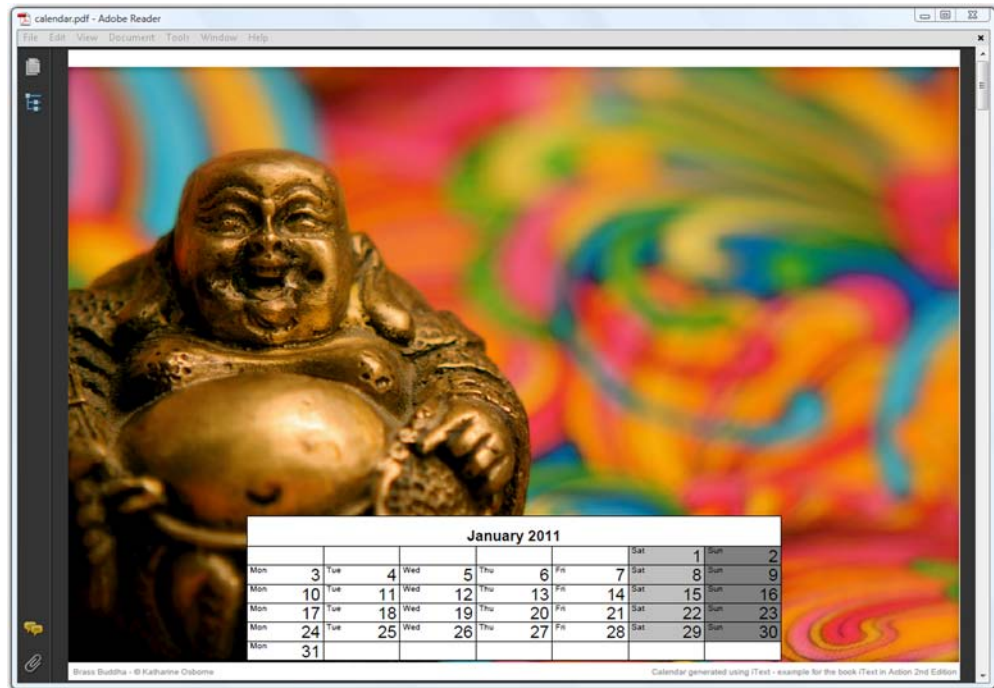 calendar.pdf - Adobe Reader
File Edit View Document Tools Window Help
January 2011
Sat 1 Sun 2
Mon 3 Tue 4 Wed 5 Thu 6 Fri 7 Sat 8 Sun 9
Mon 10 Tue 11 Wed 12 Thu 13 Fri 14 Sat 15 Sun 16
Mon 17 Tue 18 Wed 19 Thu 20 Fri 21 Sat 22 Sun 23
Mon 24 Tue 25 Wed 26 Thu 27 Fri 28 Sat 29 Sun 30
Mon 31
Brass Buddha - © Katharine Osborne
Calendar generated using iText - example for the book iText in Action 2nd Edition